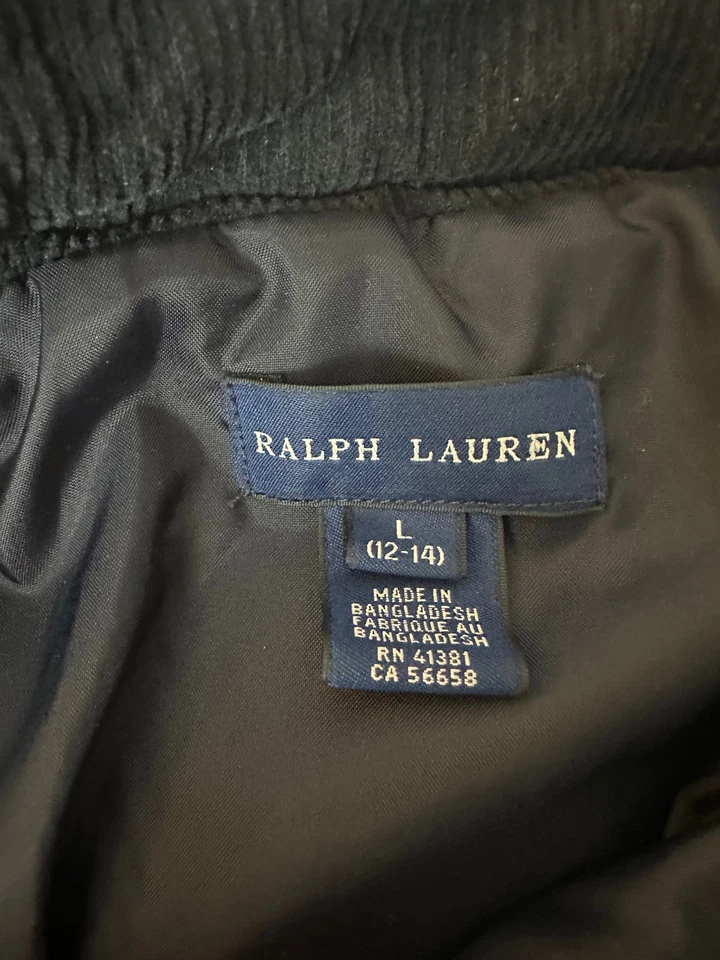 RALPH LAUREN
L
(12-14)
MADE IN
BANGLADESH
FABRIQUE AU
BANGLADESH
RN 41381
CA 56658